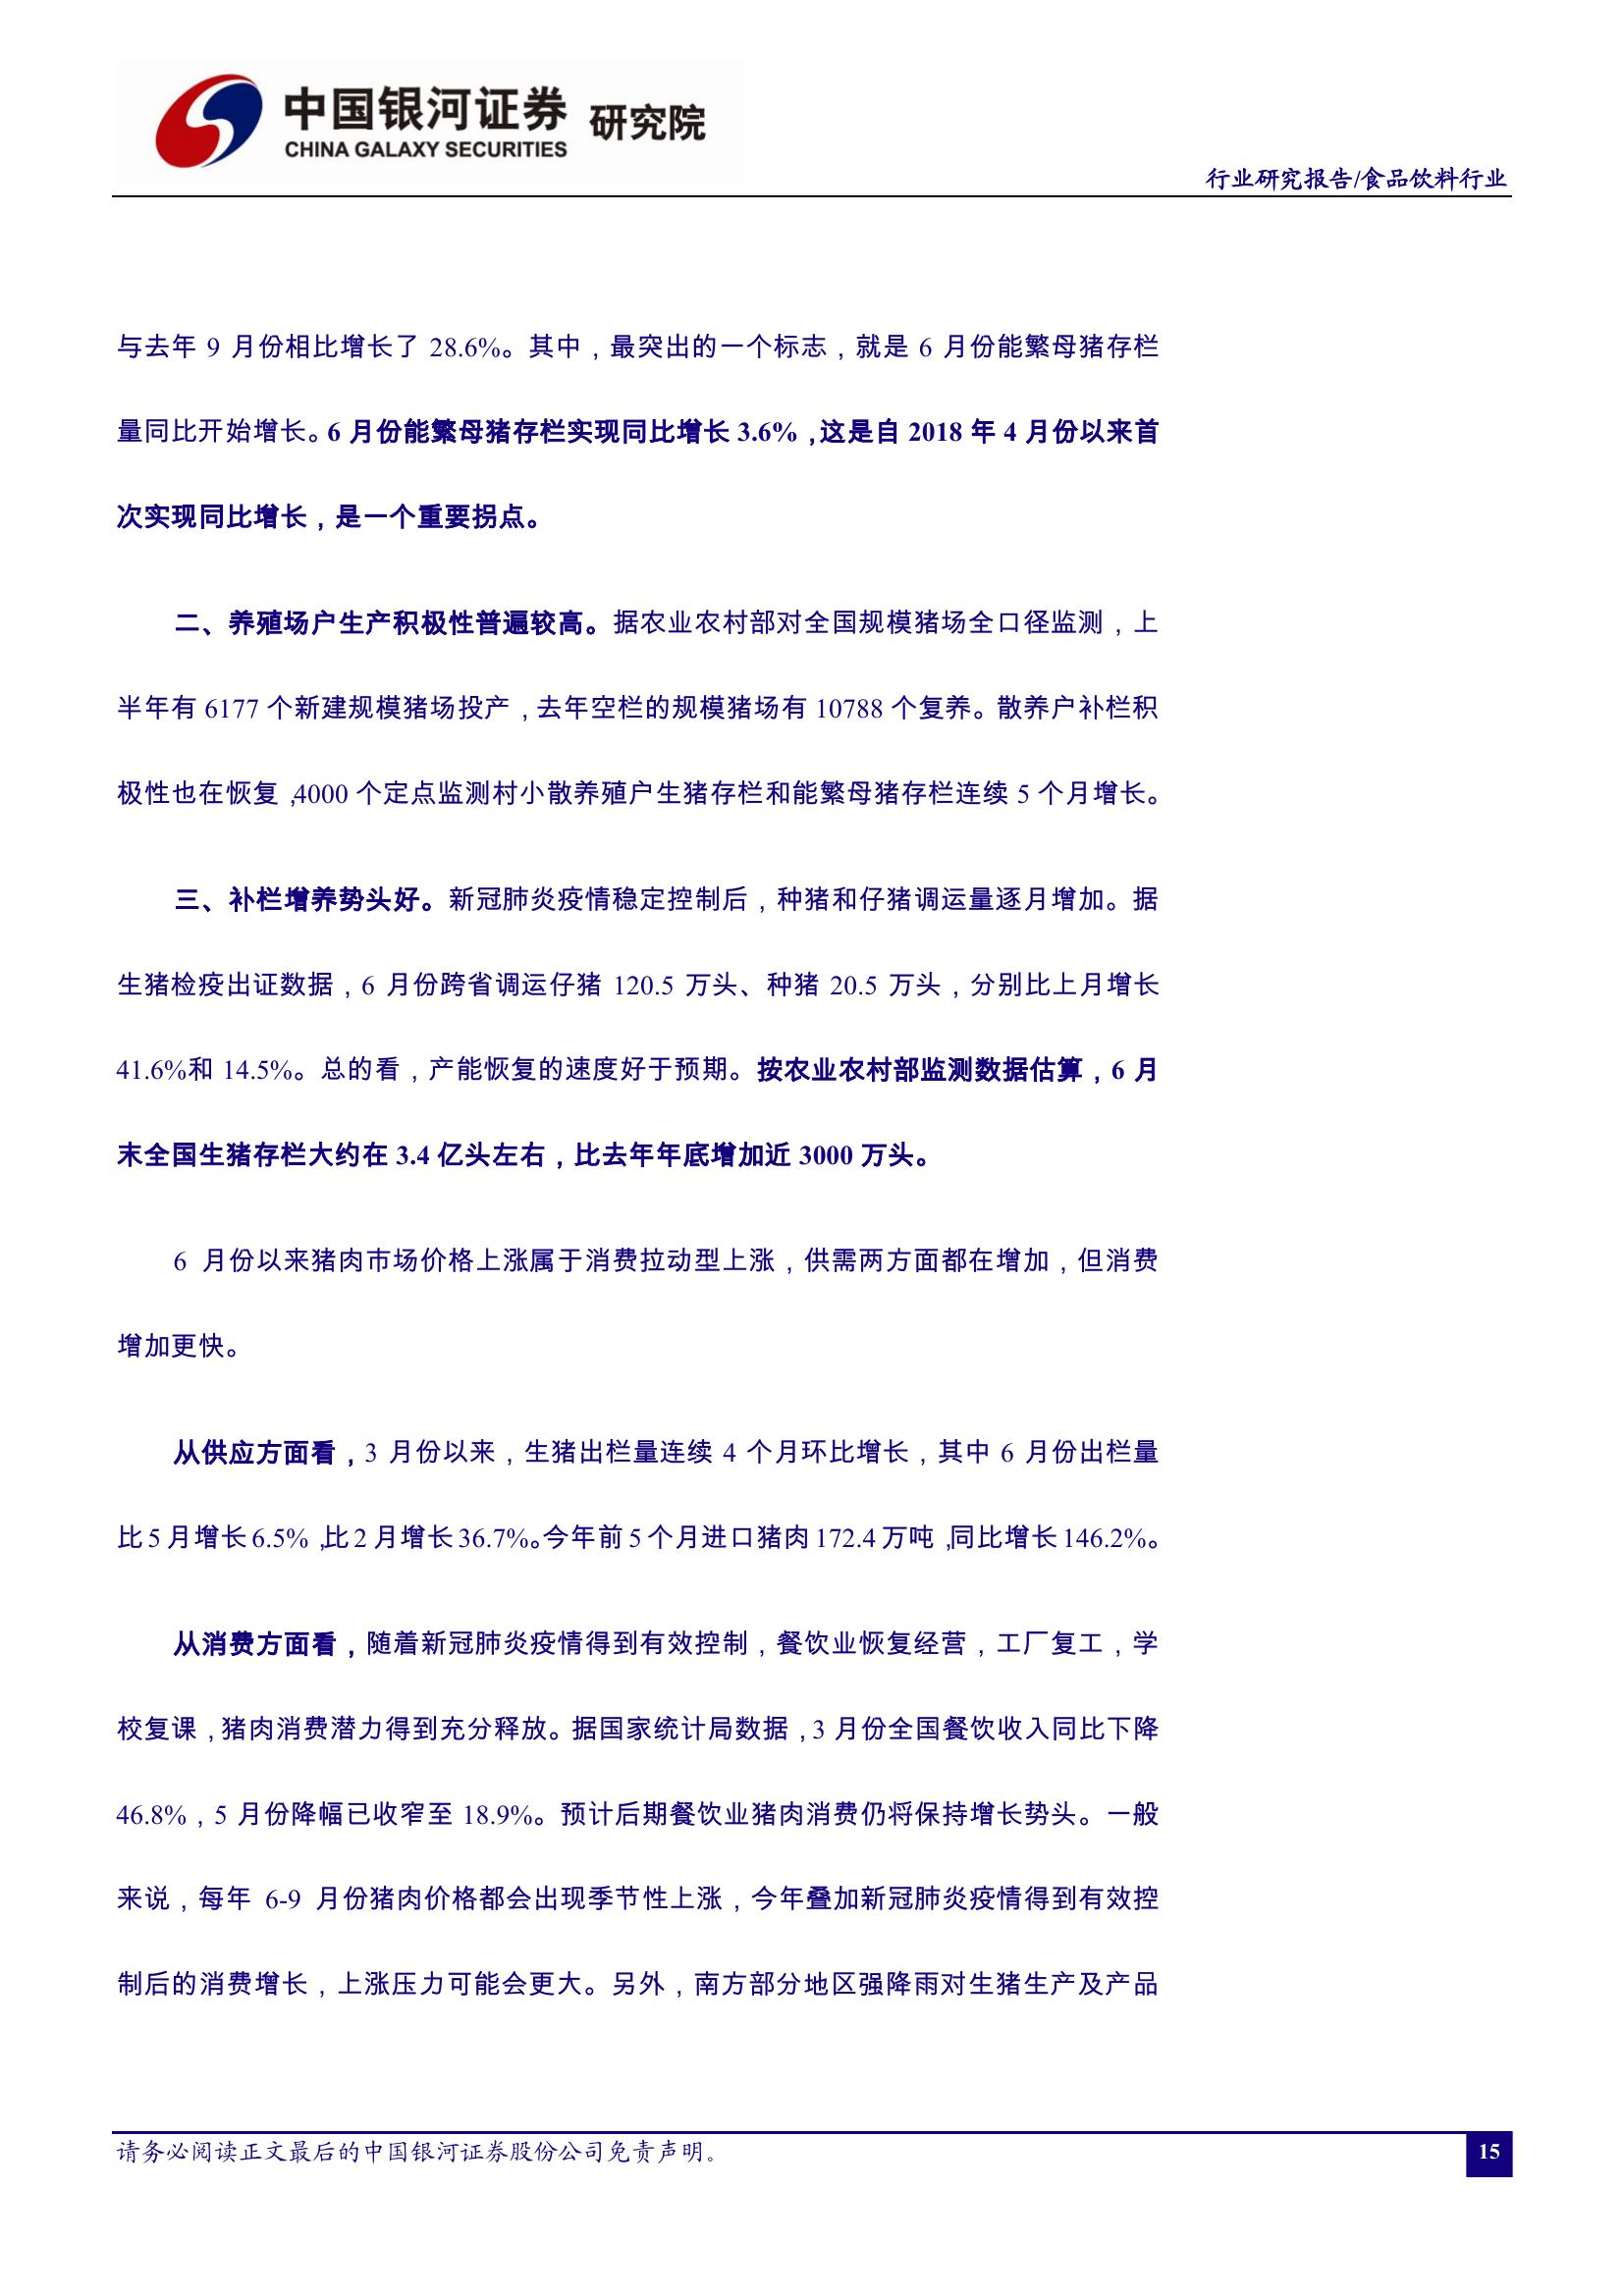 中国银河证券 研究院
CHINA GALAXY SECURITIES
行业研究报告/食品饮料行业
与去年 9 月份相比增长了 28.6%。其中，最突出的一个标志，就是 6 月份能繁母猪存栏
量同比开始增长。6 月份能繁母猪存栏实现同比增长 3.6%，这是自 2018 年 4 月份以来首
次实现同比增长，是一个重要拐点。
二、养殖场户生产积极性普遍较高。据农业农村部对全国规模猪场全口径监测，上
半年有 6177 个新建规模猪场投产，去年空栏的规模猪场有 10788 个复养。散养户补栏积
极性也在恢复，4000 个定点监测村小散养殖户生猪存栏和能繁母猪存栏连续 5 个月增长。
三、补栏增养势头好。新冠肺炎疫情稳定控制后，种猪和仔猪调运量逐月增加。据
生猪检疫出证数据，6 月份跨省调运仔猪 120.5 万头、种猪 20.5 万头，分别比上月增长
41.6%和 14.5%。总的看，产能恢复的速度好于预期。按农业农村部监测数据估算，6 月
末全国生猪存栏大约在 3.4 亿头左右，比去年年底增加近 3000 万头。
6 月份以来猪肉市场价格上涨属于消费拉动型上涨，供需两方面都在增加，但消费
增加更快。
从供应方面看，3 月份以来，生猪出栏量连续 4 个月环比增长，其中 6 月份出栏量
比 5 月增长 6.5%，比 2 月增长 36.7%。今年前 5 个月进口猪肉 172.4 万吨，同比增长 146.2%。
从消费方面看，随着新冠肺炎疫情得到有效控制，餐饮业恢复经营，工厂复工，学
校复课，猪肉消费潜力得到充分释放。据国家统计局数据，3 月份全国餐饮收入同比下降
46.8%，5 月份降幅已收窄至 18.9%。预计后期餐饮业猪肉消费仍将保持增长势头。一般
来说，每年 6-9 月份猪肉价格都会出现季节性上涨，今年叠加新冠肺炎疫情得到有效控
制后的消费增长，上涨压力可能会更大。另外，南方部分地区强降雨对生猪生产及产品
请务必阅读正文最后的中国银河证券股份公司免责声明。
15